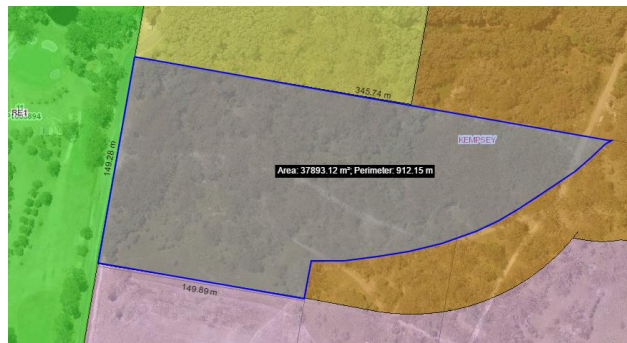 345.74 m
RE1
149.28 m
KEMPSEY
Area: 37893.12 m², Perimeter: 912.15 m
149.89 m